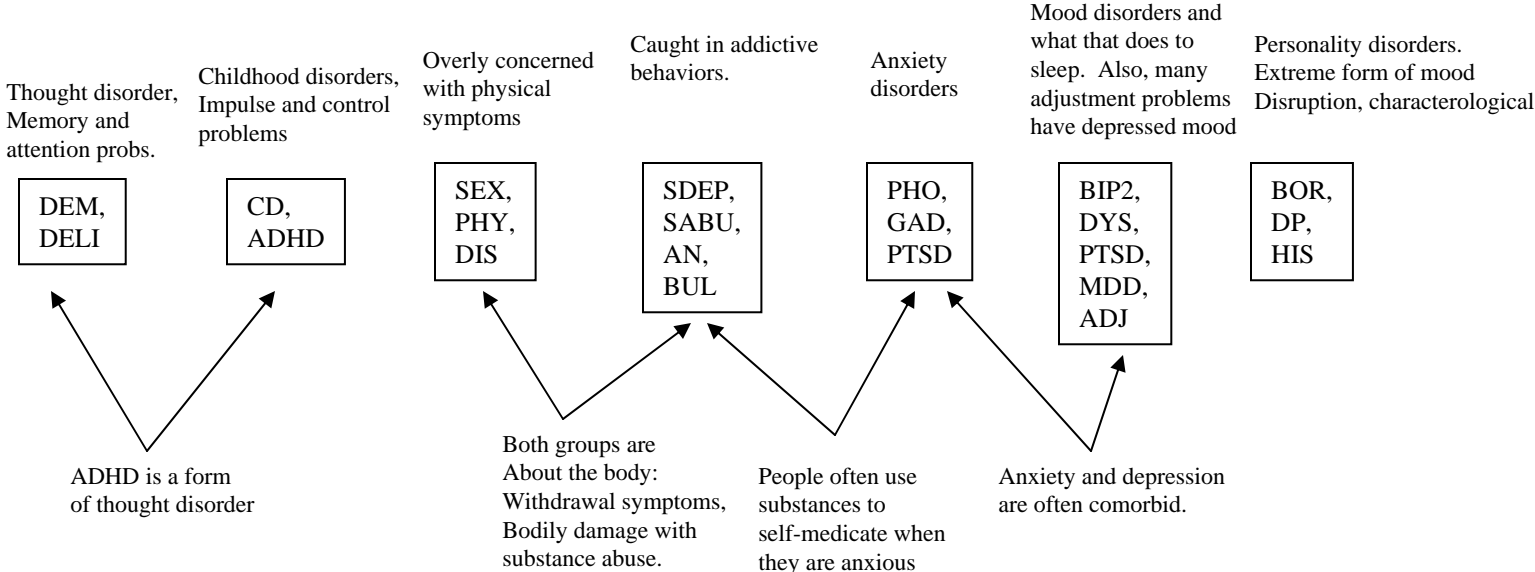 Thought disorder,
Memory and
attention probs.
Childhood disorders,
Impulse and control
problems
Overly concerned
with physical
symptoms
Caught in addictive
behaviors.
Anxiety
disorders
Mood disorders and
what that does to
sleep. Also, many
adjustment problems
have depressed mood
Personality disorders.
Extreme form of mood
Disruption, characterological
DEM,
DELI
CD,
ADHD
SEX,
PHY,
DIS
SDEP,
SABU,
AN,
BUL
PHO,
GAD,
PTSD
BIP2,
DYS,
PTSD,
MDD,
ADJ
BOR,
DP,
HIS
ADHD is a form
of thought disorder
Both groups are
About the body:
Withdrawal symptoms,
Bodily damage with
substance abuse.
People often use
substances to
self-medicate when
they are anxious
Anxiety and depression
are often comorbid.